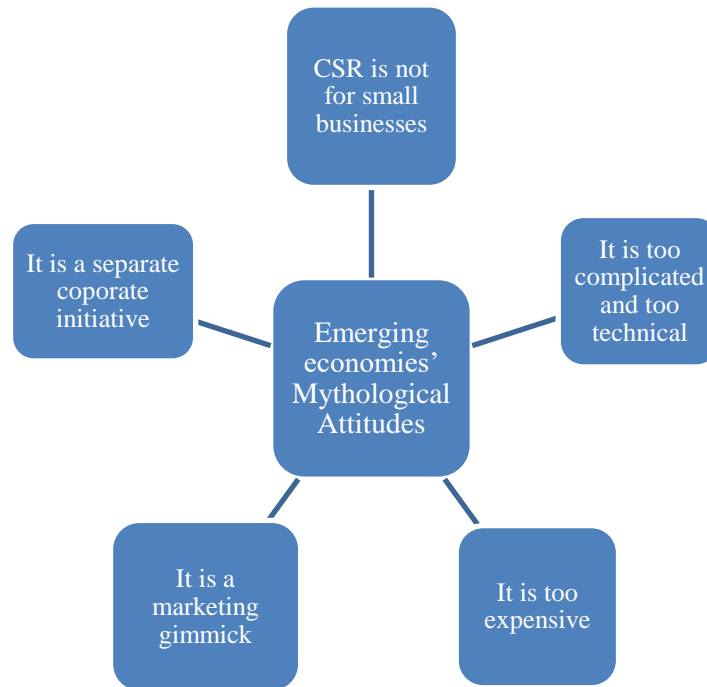 CSR is not
for small
businesses
It is a separate
coporate
initiative
It is too
complicated
and too
technical
Emerging
economies’
Mythological
Attitudes
It is a
marketing
gimmick
It is too
expensive